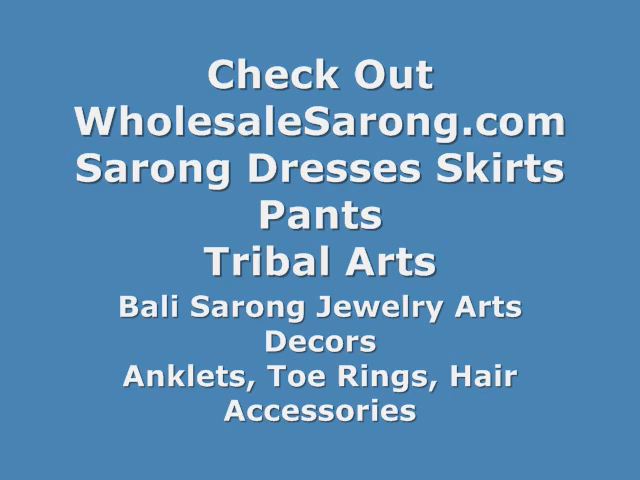 Check Out
WholesaleSarong.com
Sarong Dresses Skirts
Pants
Tribal Arts
Bali Sarong Jewelry Arts
Decors
Anklets, Toe Rings, Hair
Accessories